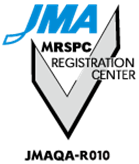 JMA
MRSPC
REGISTRATION
CENTER
JMAQA-R010